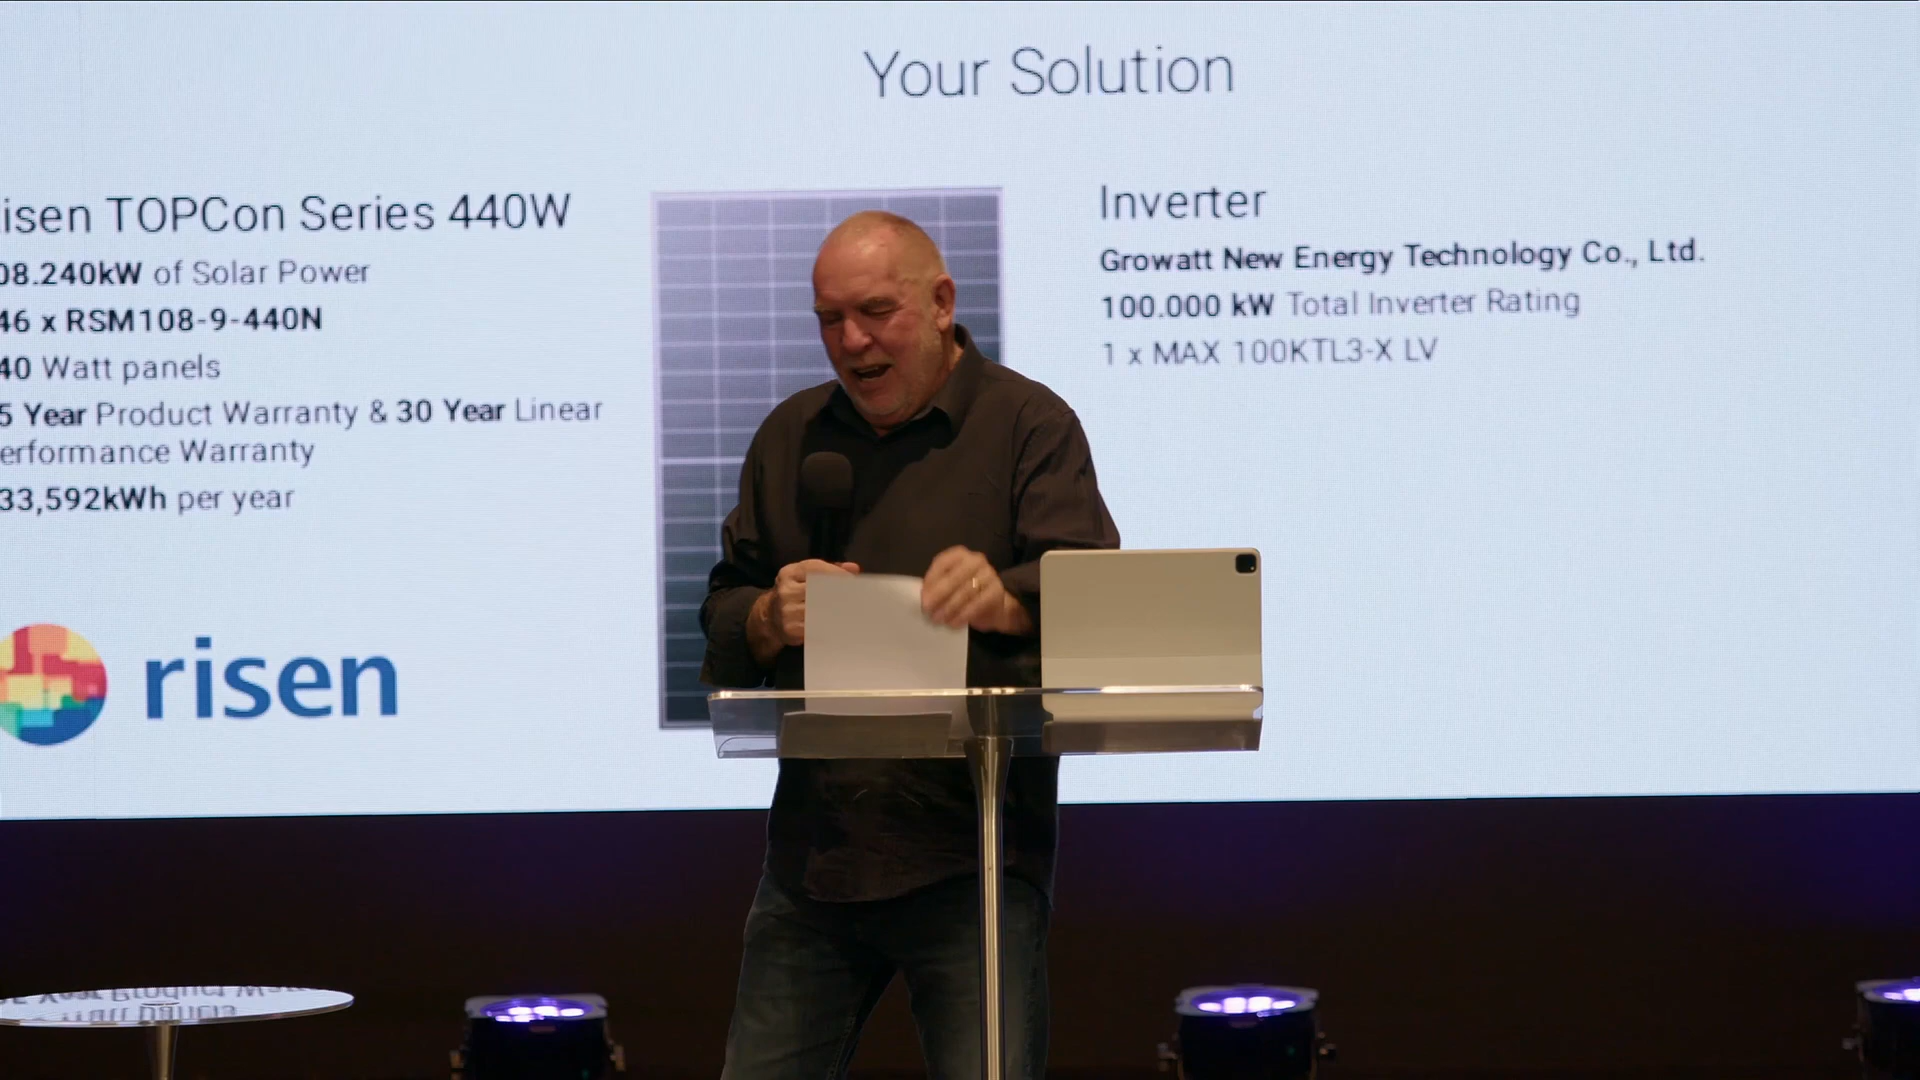 Your Solution
isen TOPCon Series 440W
08.240kW of Solar Power
46 x RSM108-9-440N
40 Watt panels
5 Year Product Warranty & 30 Year Linear
erformance Warranty
33,592kWh per year
risen
Inverter
Growatt New Energy Technology Co., Ltd.
100.000 kW Total Inverter Rating
1 x MAX 100KTL3-X LV